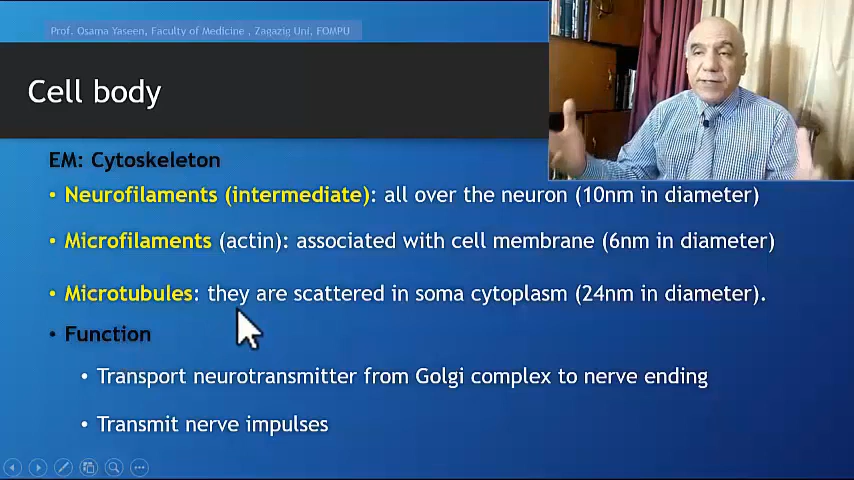 Prof. Osama Yaseen, Faculty of Medicine , Zagazig Uni, FOMPU
Cell body
EM: Cytoskeleton
• Neurofilaments (intermediate): all over the neuron (10nm in diameter)
• Microfilaments (actin): associated with cell membrane (6nm in diameter)
• Microtubules: they are scattered in soma cytoplasm (24nm in diameter).
• Function
• Transport neurotransmitter from Golgi complex to nerve ending
• Transmit nerve impulses